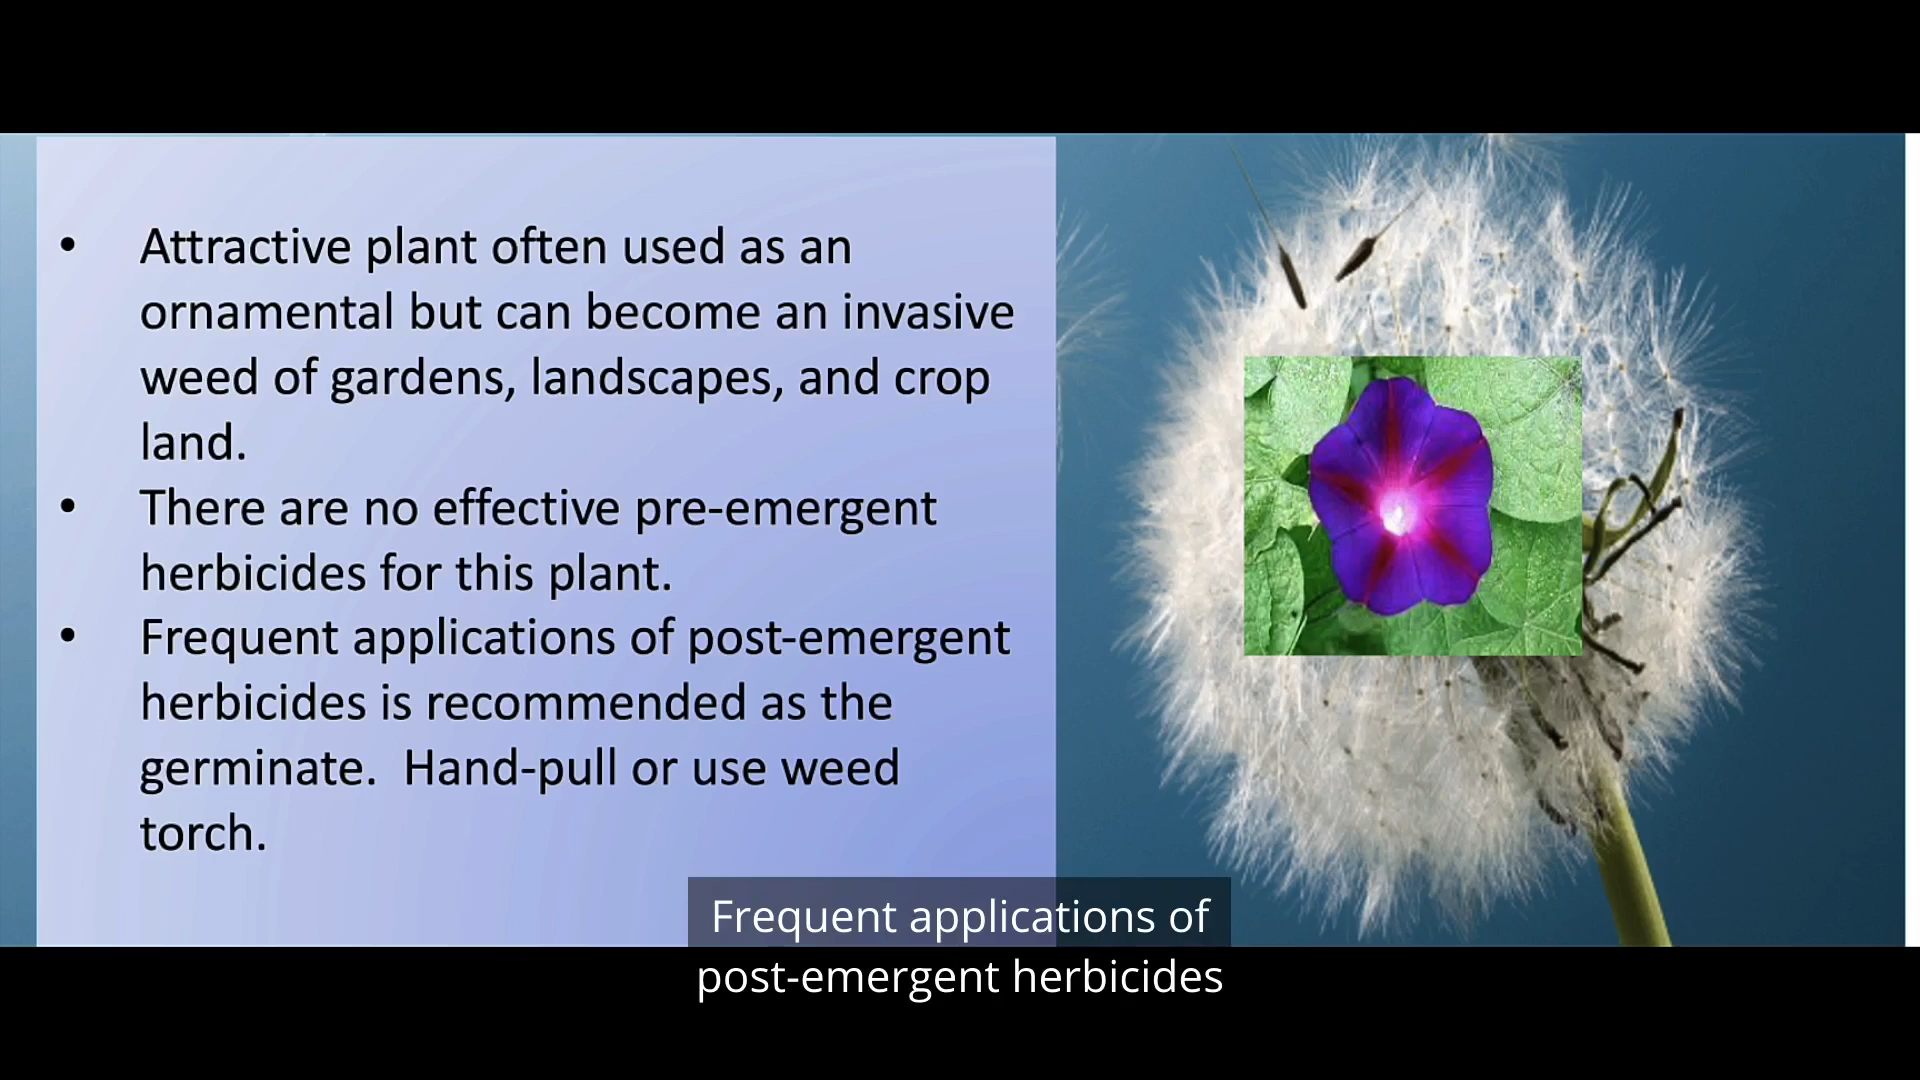 • Attractive plant often used as an
ornamental but can become an invasive
weed of gardens, landscapes, and crop
land.
• There are no effective pre-emergent
herbicides for this plant.
• Frequent applications of post-emergent
herbicides is recommended as the
germinate.  Hand-pull or use weed
torch.
Frequent applications of
post-emergent herbicides